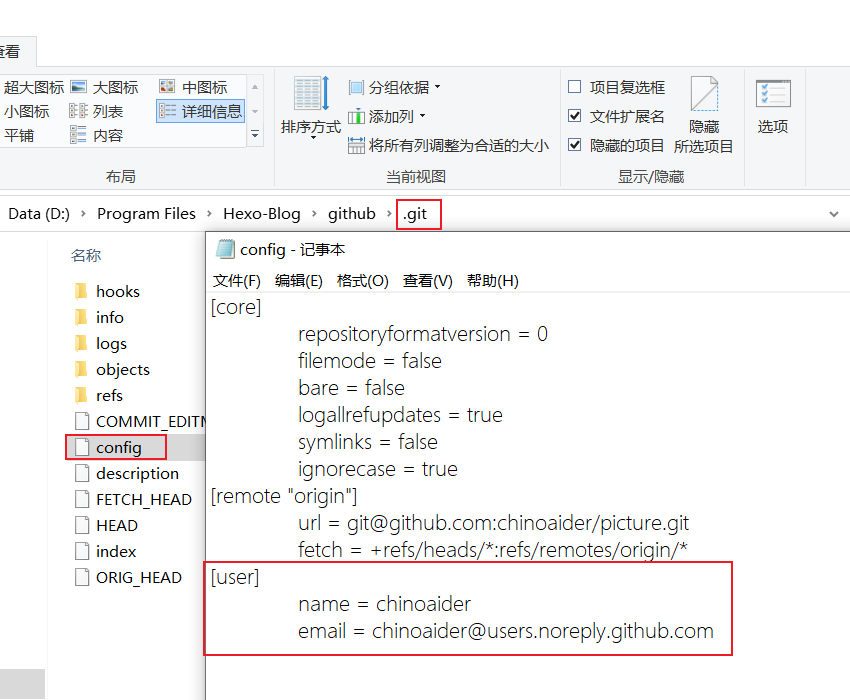 查看
超大图标 大图标 中图标
小图标 列表 详细信息
平铺 内容
布局
排序方式
分组依据
添加列
将所有列调整为合适的大小
当前视图
项目复选框
文件扩展名
隐藏的项目
隐藏
所选项目
显示/隐藏
选项
Data (D:) › Program Files › Hexo-Blog › github › .git
名称
hooks
info
logs
objects
refs
COMMIT_EDITM
config
description
FETCH_HEAD
HEAD
index
ORIG_HEAD
config - 记事本
文件(F) 编辑(E) 格式(O) 查看(V) 帮助(H)
[core]
repositoryformatversion = 0
filemode = false
bare = false
logallrefupdates = true
symlinks = false
ignorecase = true
[remote "origin"]
url = git@github.com:chinoaider/picture.git
fetch = +refs/heads/*:refs/remotes/origin/*
[user]
name = chinoaider
email = chinoaider@users.noreply.github.com